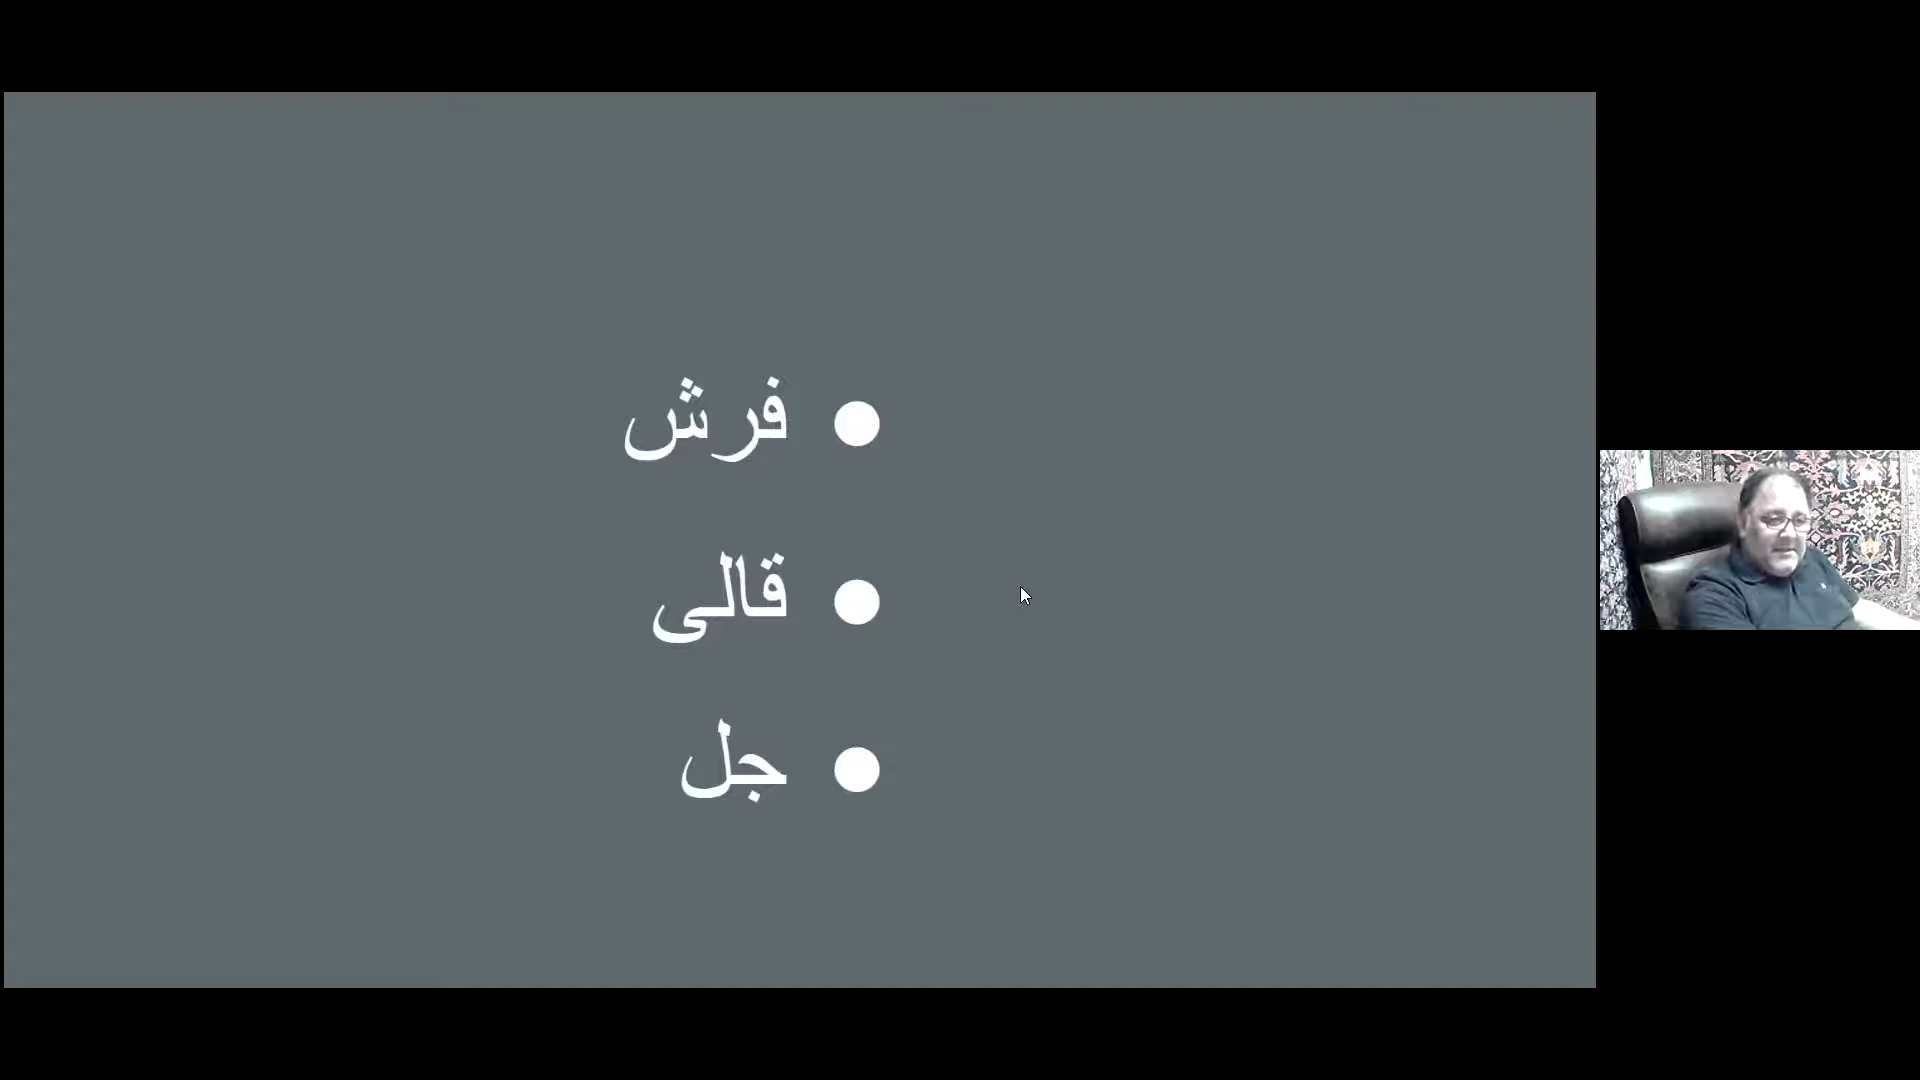 • فرش
• قالی
• جل